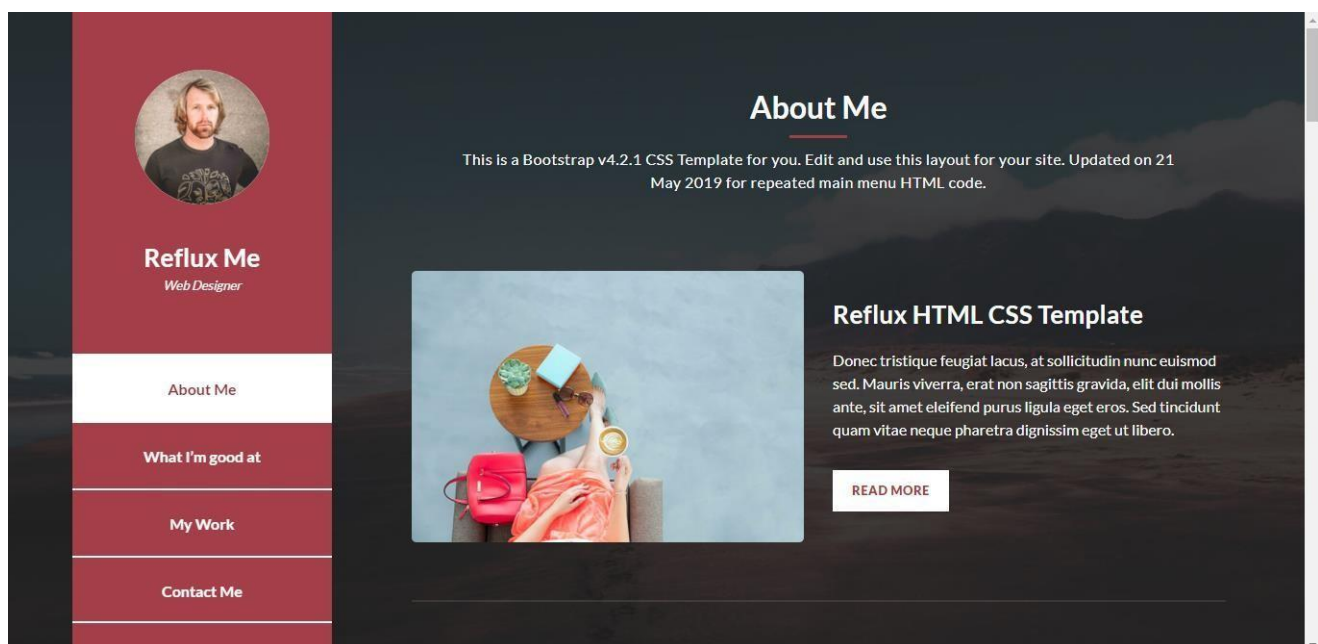 Reflux Me
Web Designer
About Me
What I'm good at
My Work
Contact Me
About Me
This is a Bootstrap v4.2.1 CSS Template for you. Edit and use this layout for your site. Updated on 21
May 2019 for repeated main menu HTML code.
Reflux HTML CSS Template
Donec tristique feugiat lacus, at sollicitudin nunc euismod
sed. Mauris viverra, erat non sagittis gravida, elit dui mollis
ante, sit amet eleifend purus ligula eget eros. Sed tincidunt
quam vitae neque pharetra dignissim eget ut libero.
READ MORE